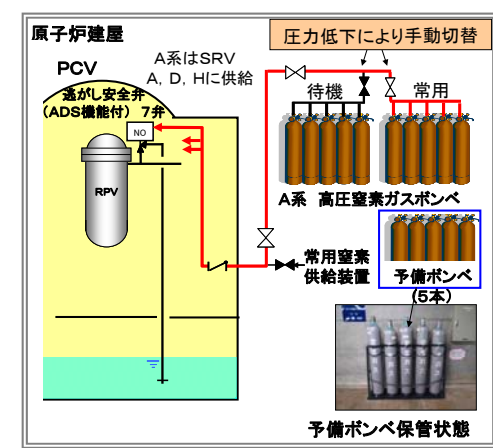 原子炉建屋
圧力低下により手動切替
A系はSRV
A, D, Hに供給
PCV
逃がし安全弁
（ADS機能付） 7弁
NO
RPV
待機
常用
A系 高圧窒素ガスボンベ
常用窒素
供給装置
予備ボンベ
(5本)
予備ボンベ保管状態